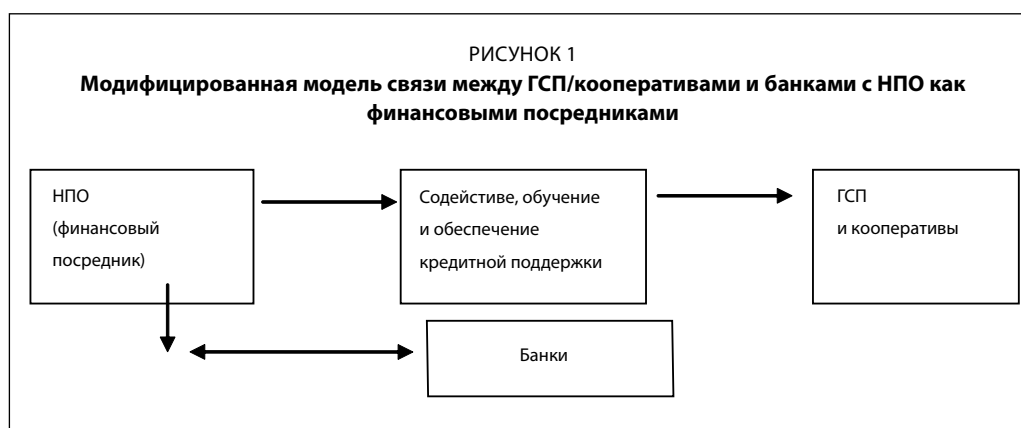 РИСУНОК 1
Модифицированная модель связи между ГСП/кооперативами и банками с НПО как
финансовыми посредниками
НПО
(финансовый
посредник)
Содейстиве, обучение
и обеспечение
кредитной поддержки
ГСП
и кооперативы
Банки